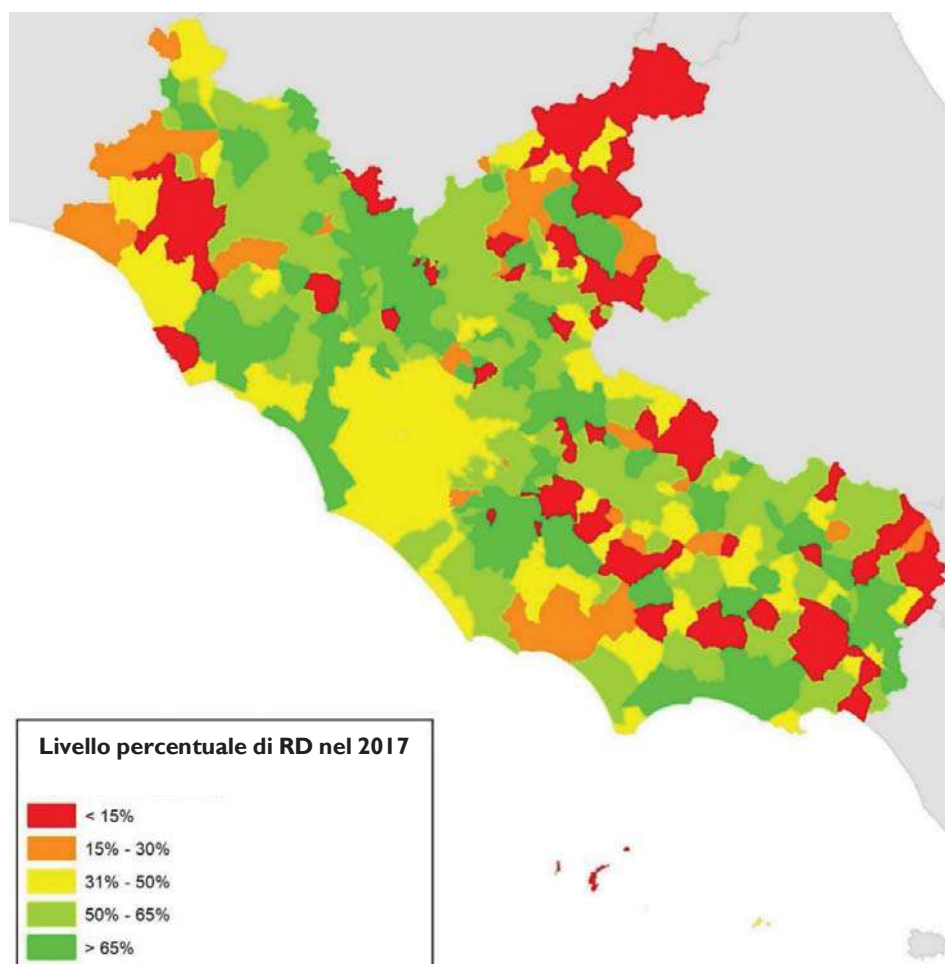 Livello percentuale di RD nel 2017
< 15%
15% - 30%
31% - 50%
50% - 65%
> 65%